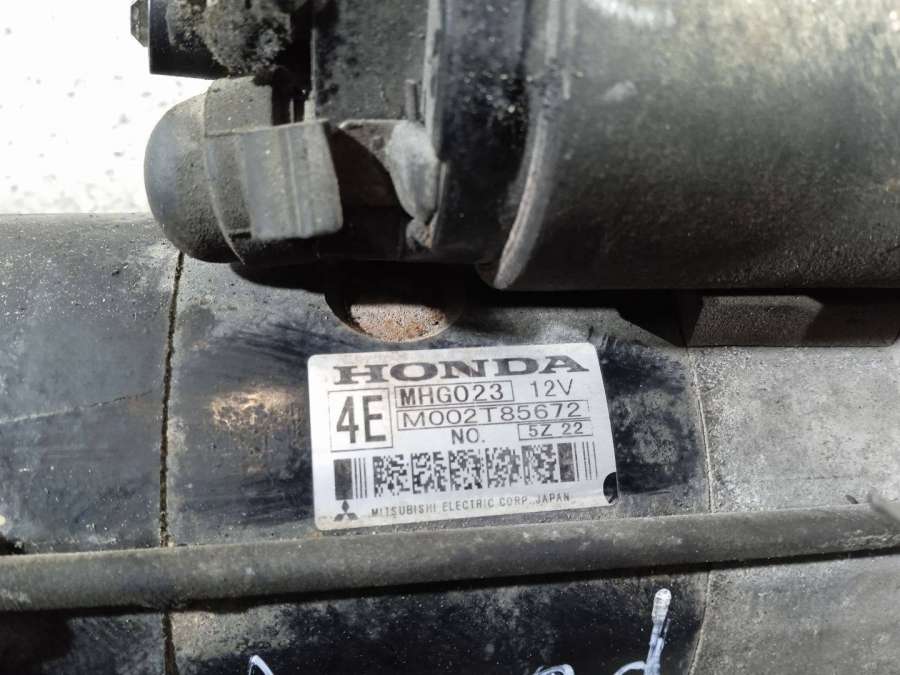 HONDA
4E
MHG023 12V
M002T85672
NO. 5Z 22
MITSUBISHI ELECTRIC CORP., JAPAN